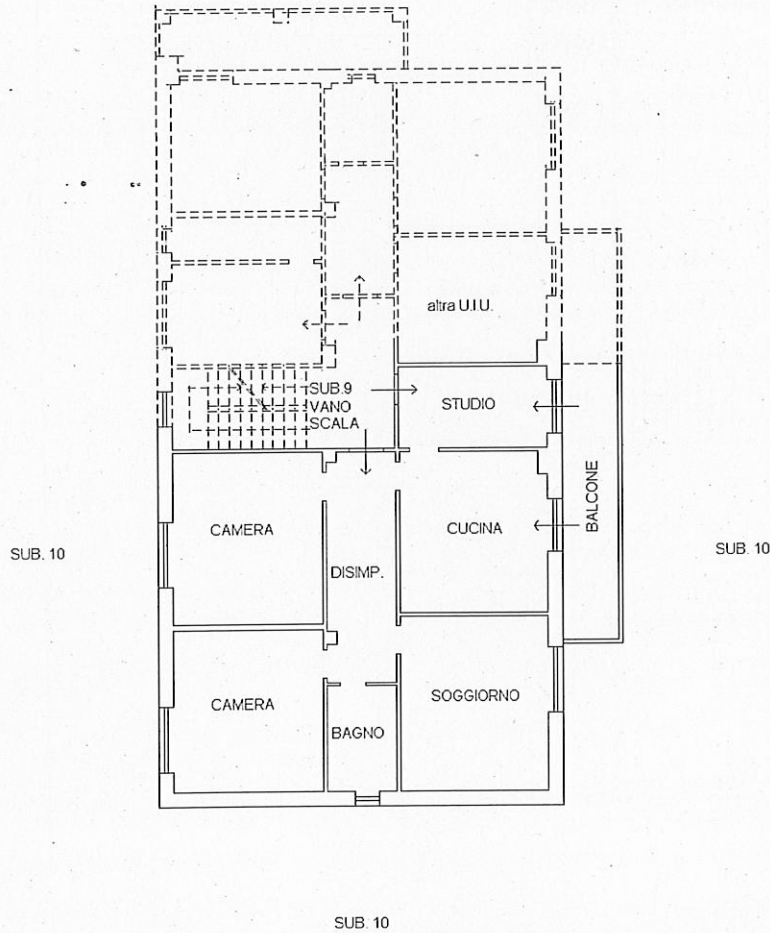 altra U.I.U.
SUB.9
VANO
SCALA
STUDIO
BALCONE
CAMERA
CUCINA
SUB. 10
SUB. 10
DISIMP.
CAMERA
SOGGIORNO
BAGNO
SUB. 10